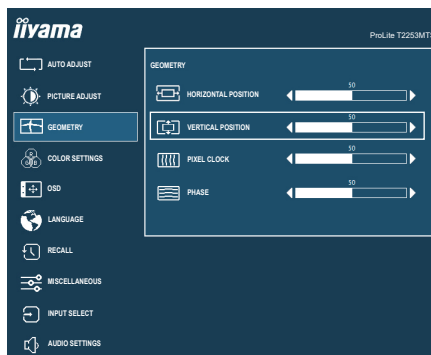 iiyama
ProLite T2253MTS
AUTO ADJUST
PICTURE ADJUST
GEOMETRY
COLOR SETTINGS
R
G B
OSD
LANGUAGE
RECALL
MISCELLANEOUS
INPUT SELECT
AUDIO SETTINGS
GEOMETRY
HORIZONTAL POSITION
50
VERTICAL POSITION
50
PIXEL CLOCK
50
PHASE
50